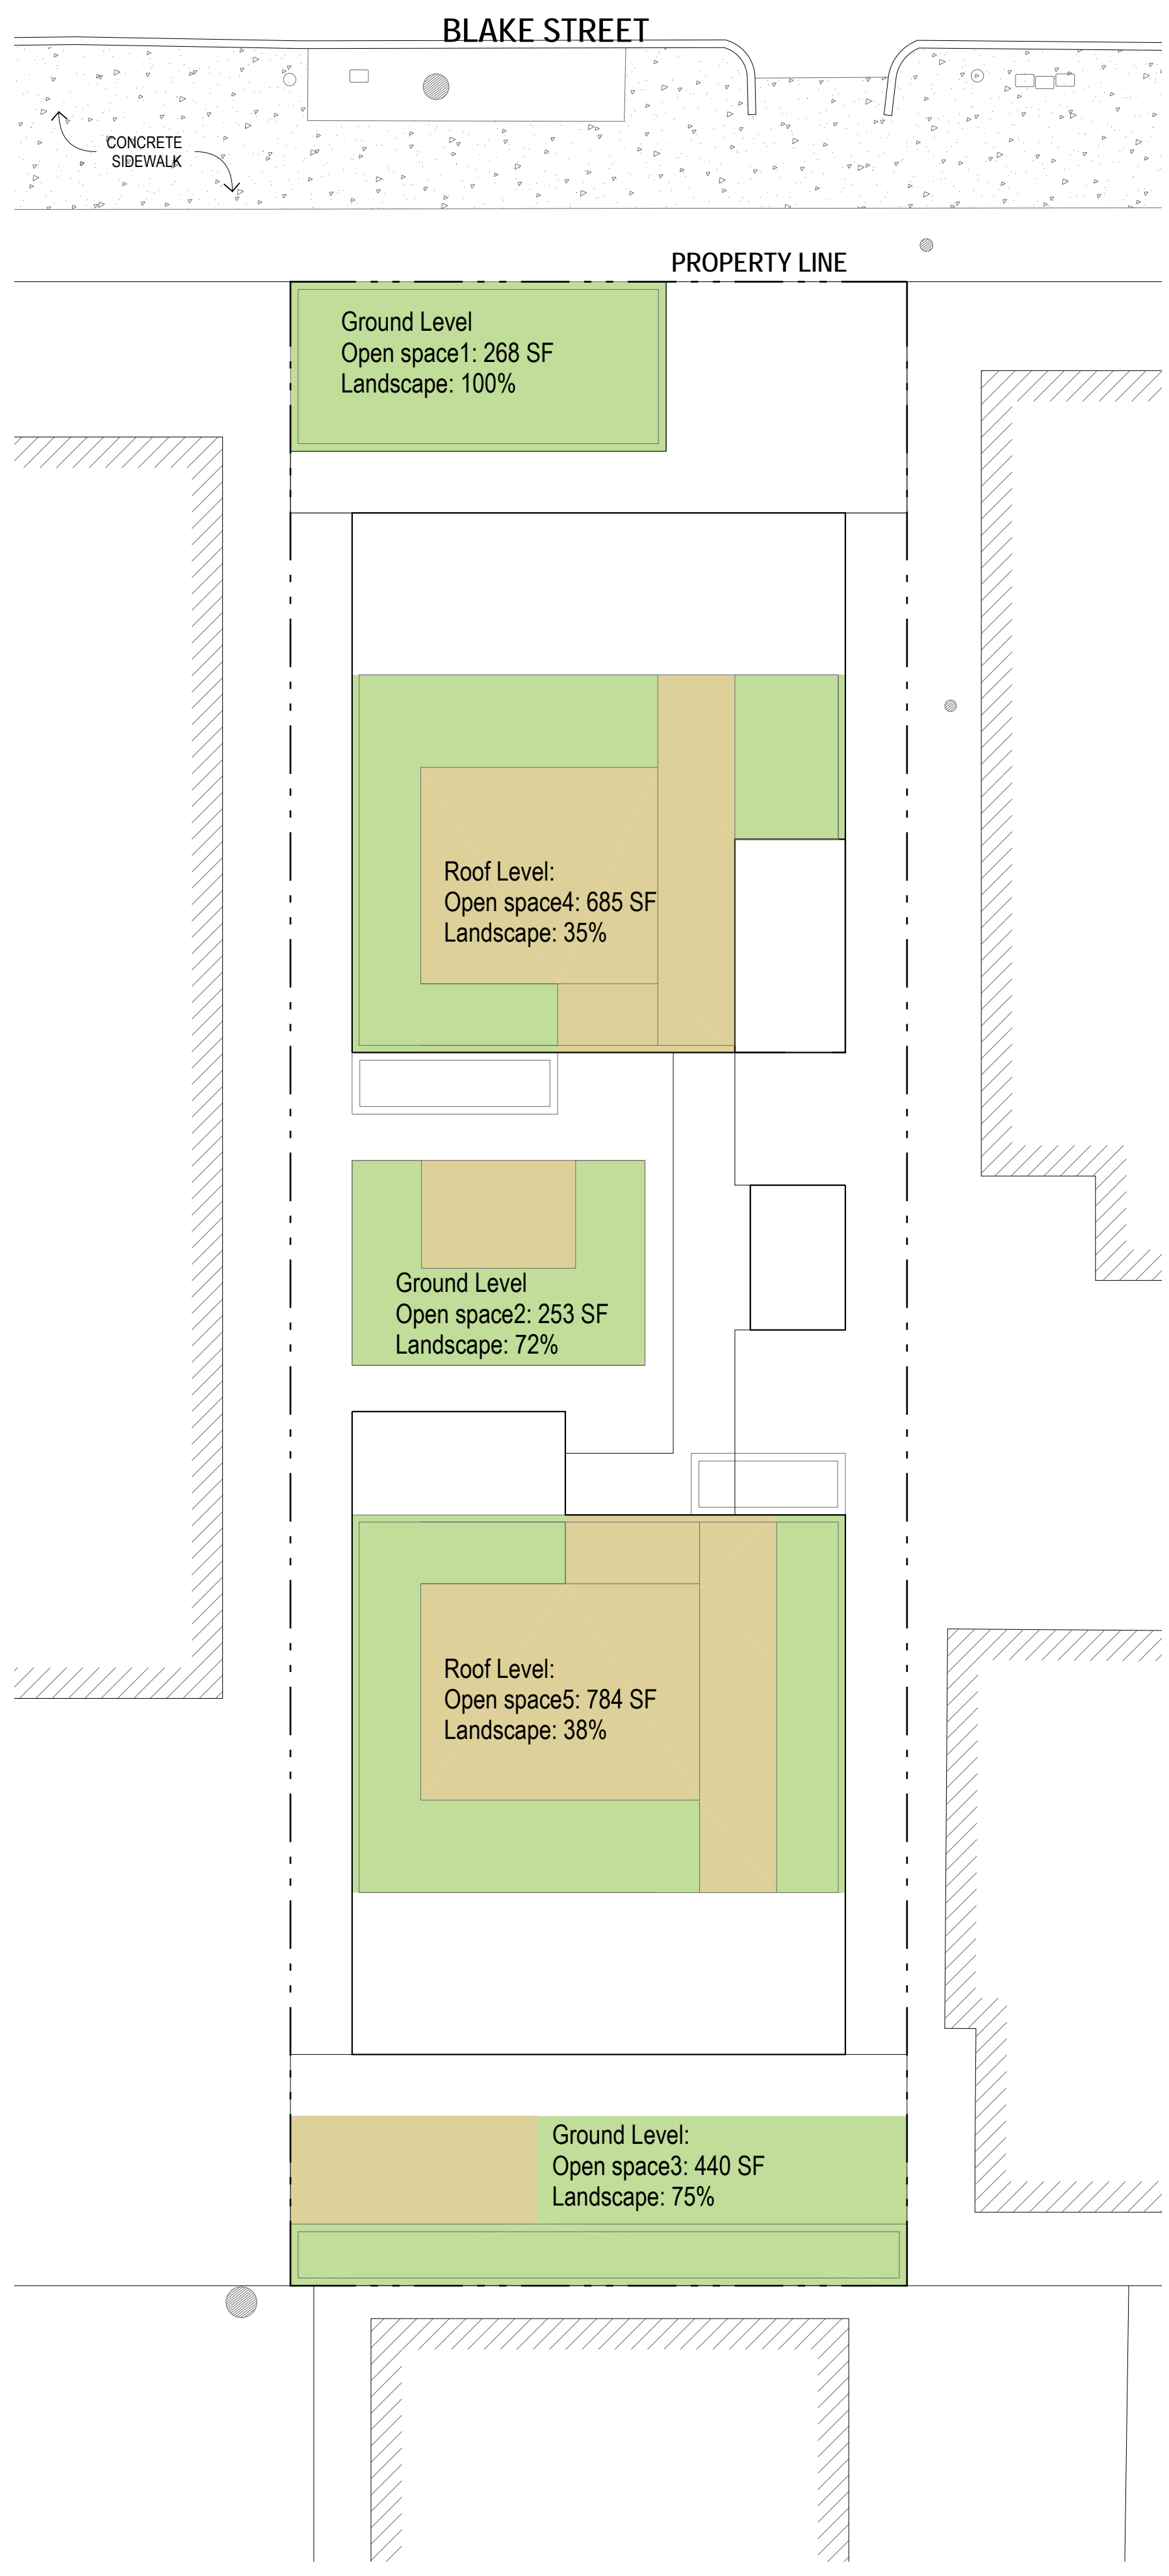 BLAKE STREET
CONCRETE
SIDEWALK
PROPERTY LINE
Ground Level
Open space1: 268 SF
Landscape: 100%
Roof Level:
Open space4: 685 SF
Landscape: 35%
Ground Level
Open space2: 253 SF
Landscape: 72%
Roof Level:
Open space5: 784 SF
Landscape: 38%
Ground Level:
Open space3: 440 SF
Landscape: 75%